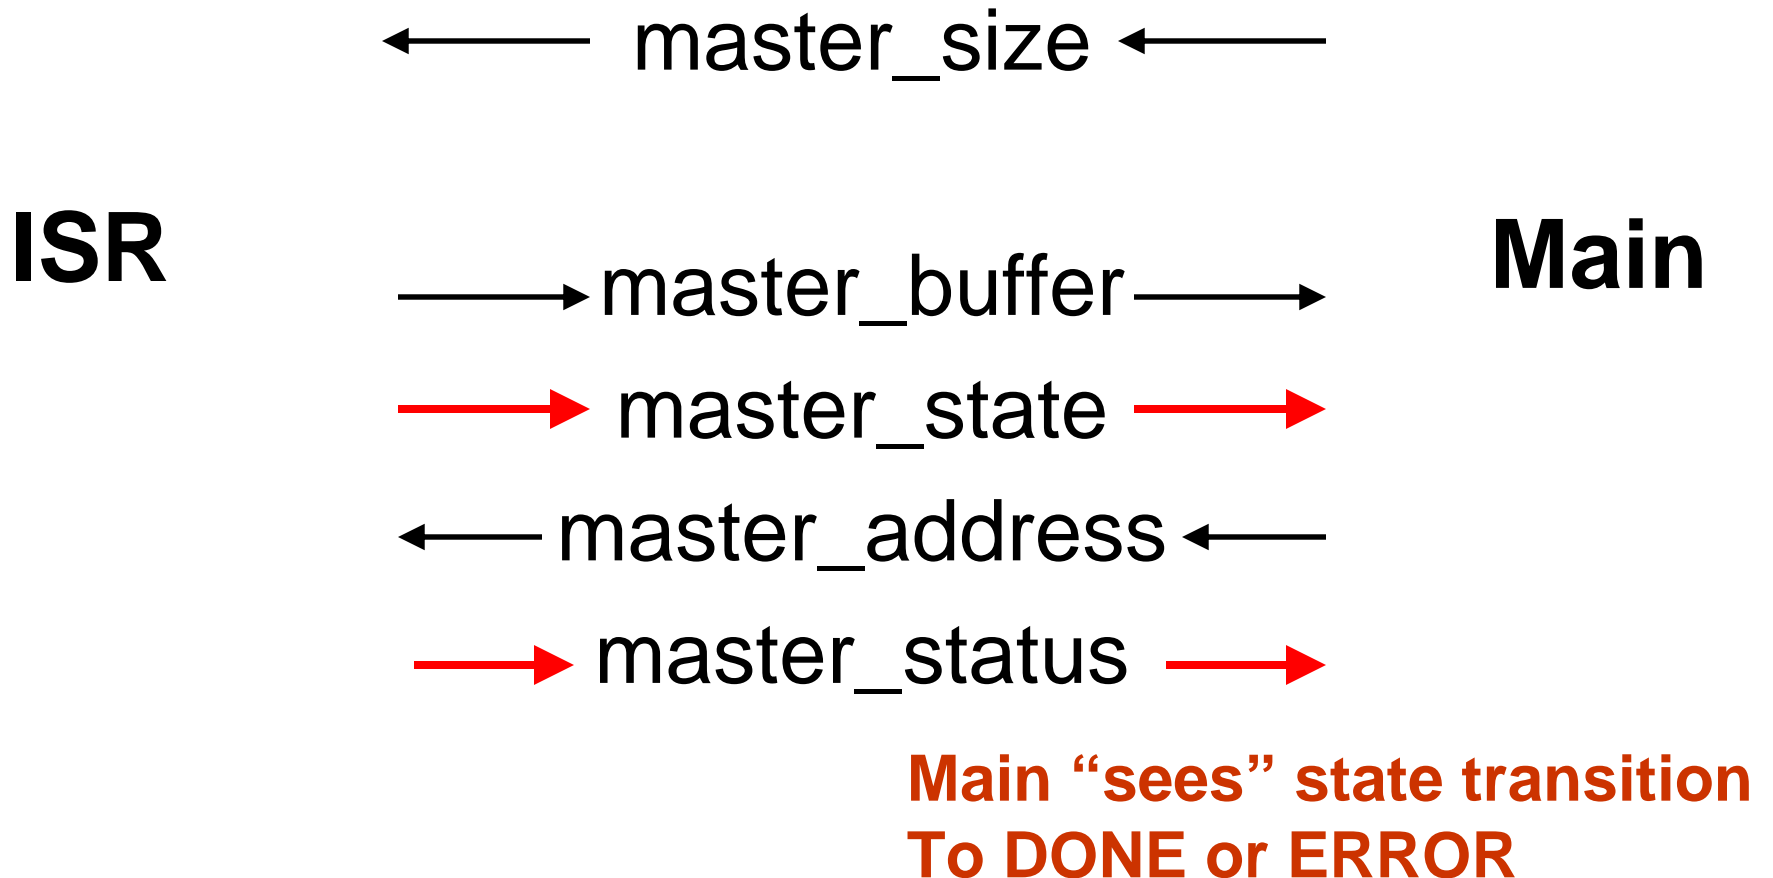 master_size
ISR
Main
master_buffer
master_state
master_address
master_status
Main “sees” state transition
To DONE or ERROR